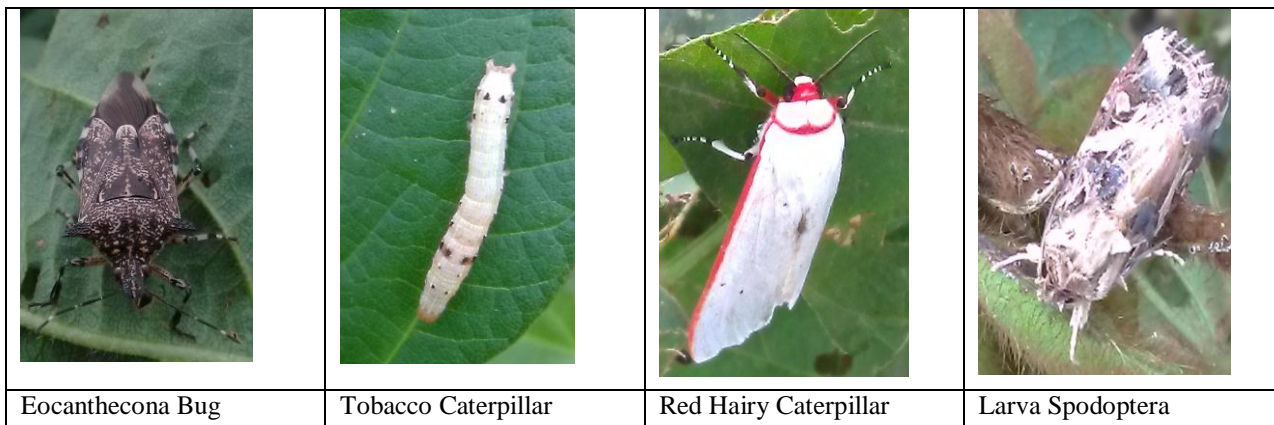 Eocanthecona Bug
Tobacco Caterpillar
Red Hairy Caterpillar
Larva Spodoptera